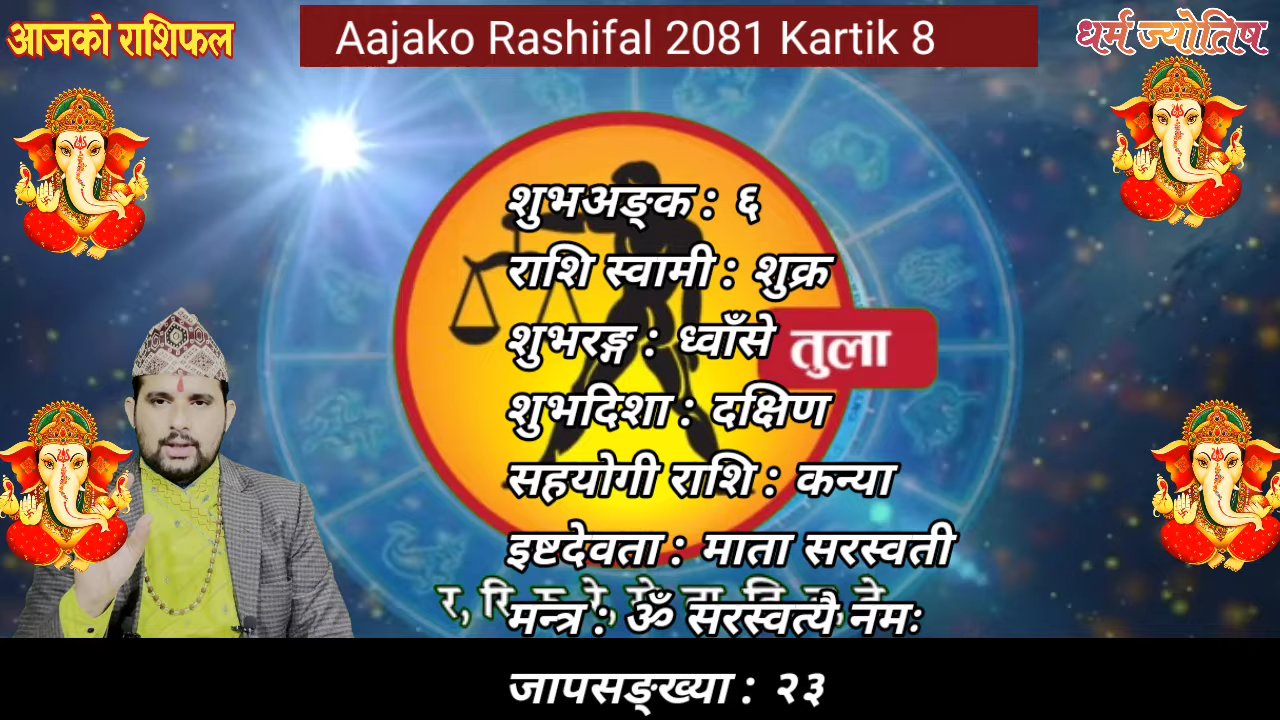 आजको राशिफल
Aajako Rashifal 2081 Kartik 8
धर्म ज्योतिष
शुभअङ्क : ६
राशि स्वामी : शुक्र
शुभरङ्ग : ध्वाँसे
तुला
शुभदिशा : दक्षिण
सहयोगी राशि : कन्या
इष्टदेवता : माता सरस्वती
र, रि
मन्त्र : ॐ सरस्वत्यै नमः
जापसङ्ख्या : २३